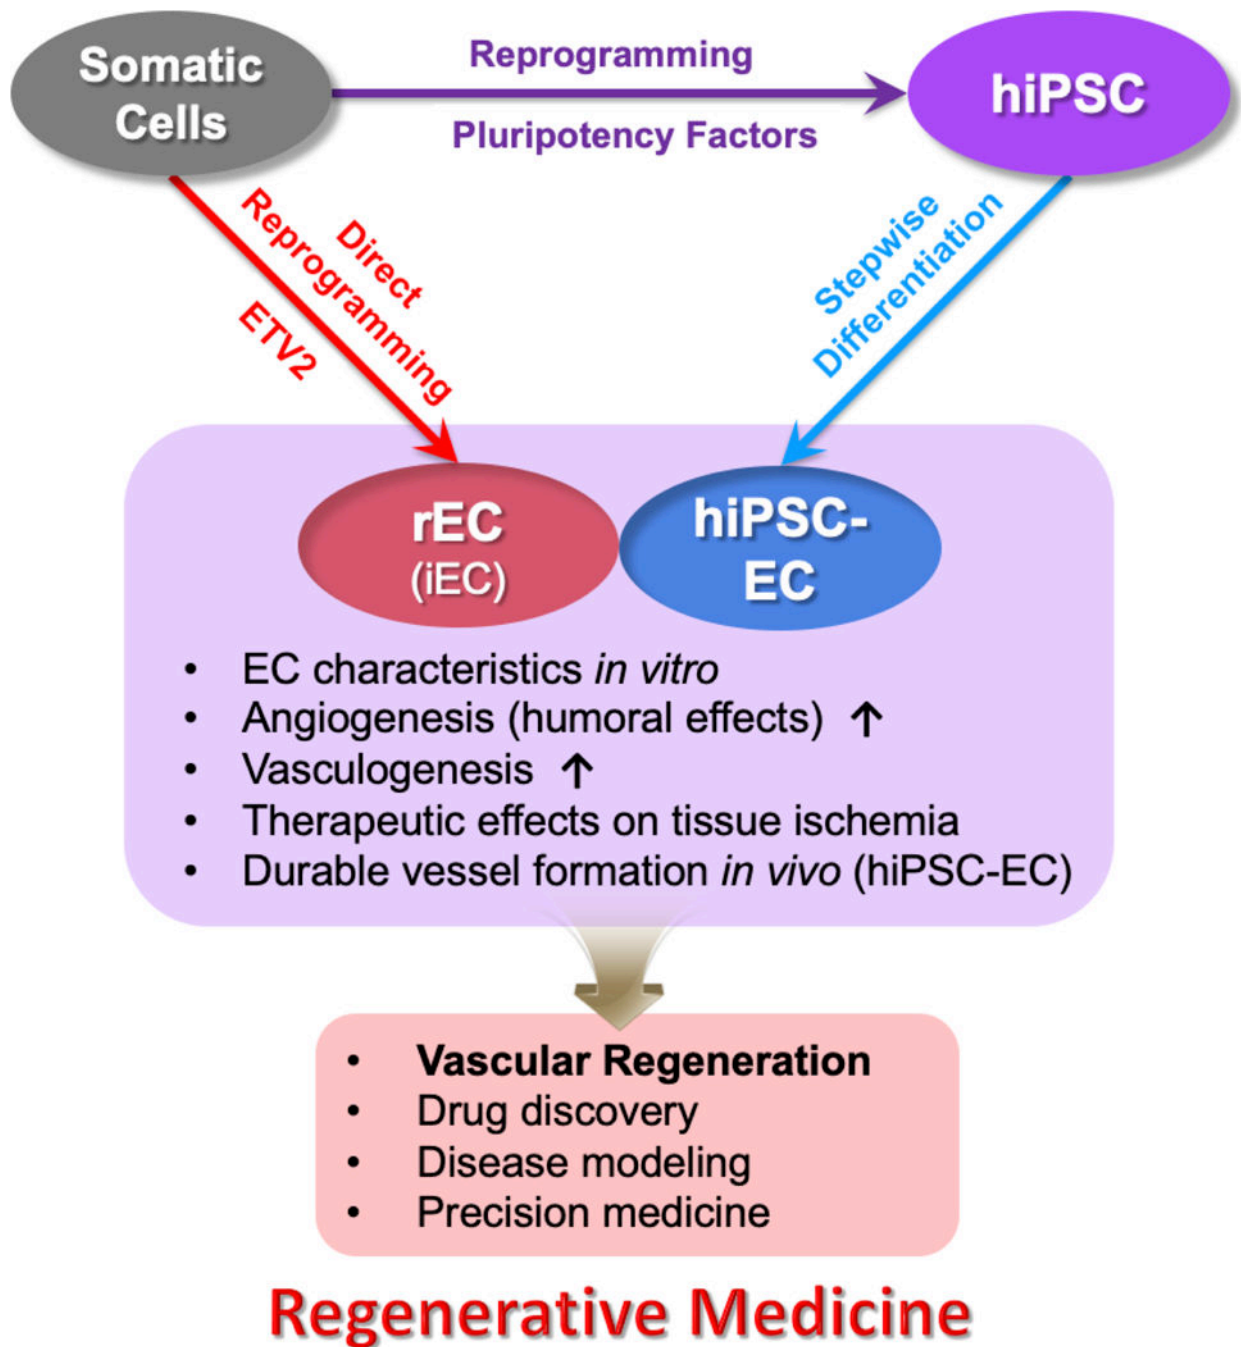 Somatic
Cells
Reprogramming
Pluripotency Factors
hiPSC
Direct
Reprogramming
ETV2
Stepwise
Differentiation
rEC
(iEC)
hiPSC-
EC
• EC characteristics in vitro
• Angiogenesis (humoral effects) ↑
• Vasculogenesis ↑
• Therapeutic effects on tissue ischemia
• Durable vessel formation in vivo (hiPSC-EC)
• Vascular Regeneration
• Drug discovery
• Disease modeling
• Precision medicine
Regenerative Medicine